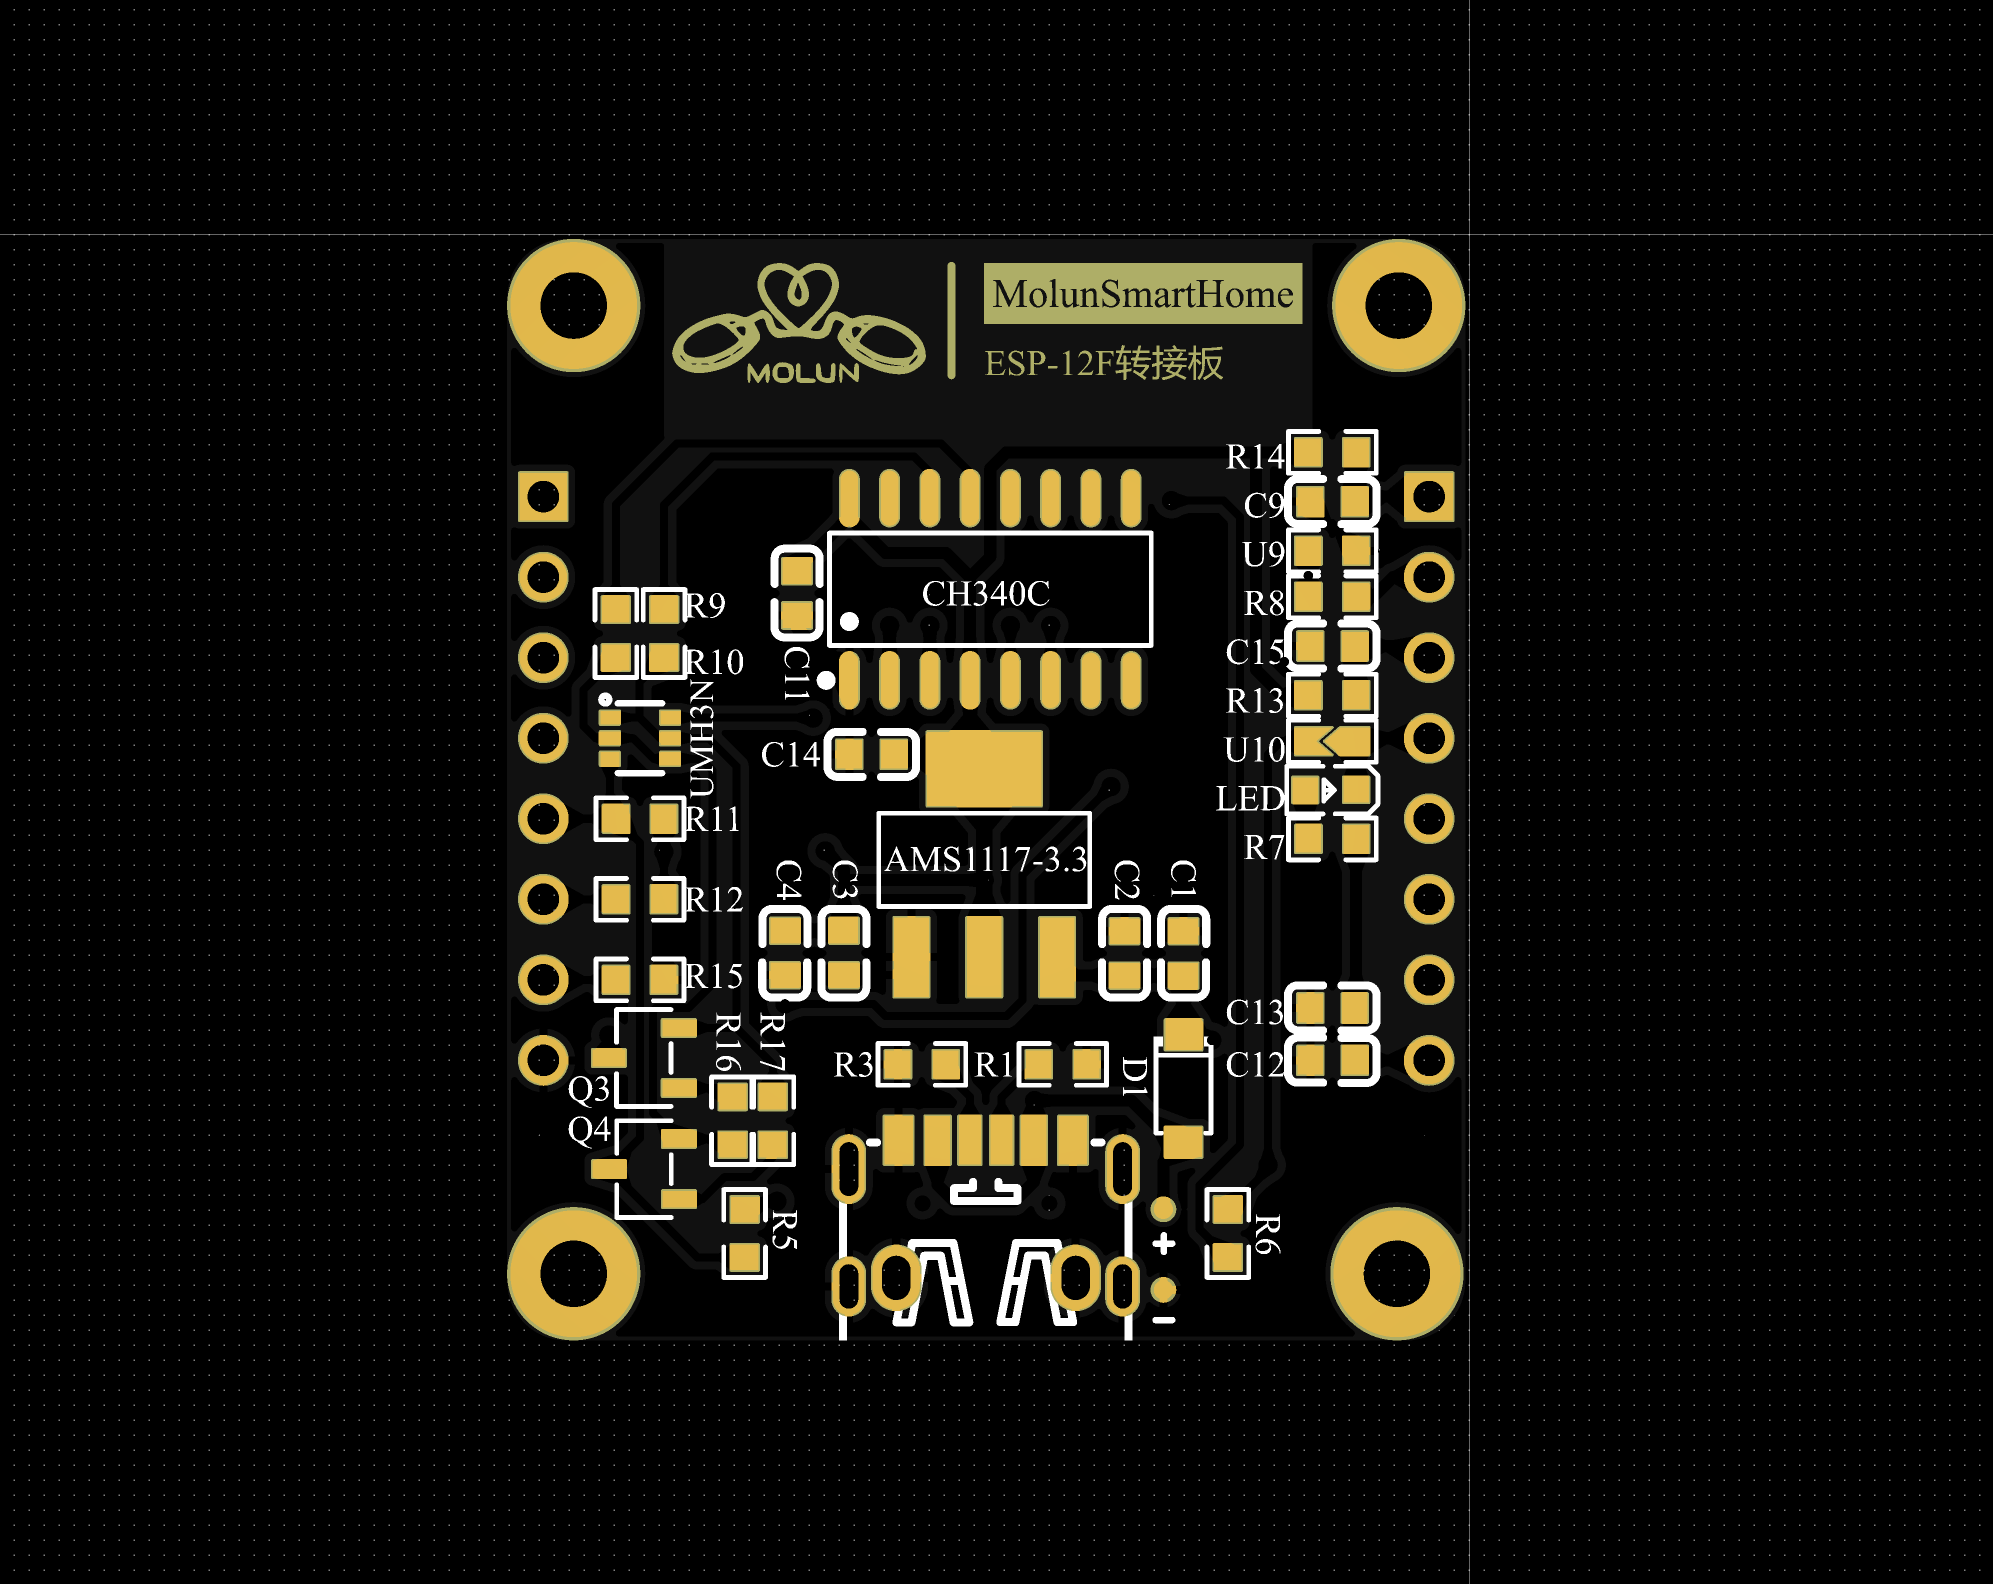 MolunSmartHome
MOLUN
ESP-12F转接板
R14
C9
U9
CH340C
R9
R8
C11
R10
C15
R13
UMH3N
C14
U10
LED
R11
R7
AMS1117-3.3
C4
C3
C2
C1
R12
R15
C13
R16
R17
R3
R1
D1
C12
Q3
Q4
R5
R6
+
-